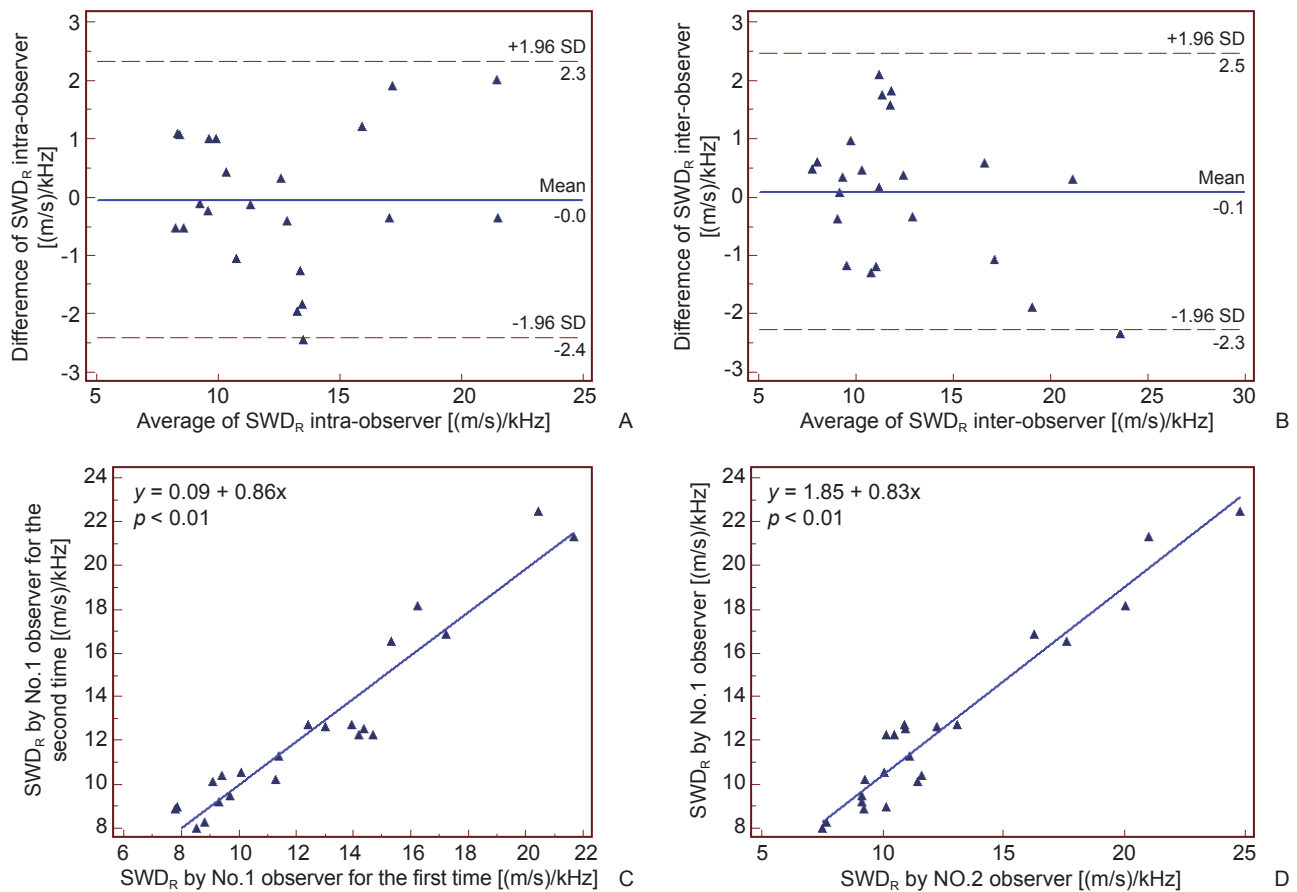 Differemce of SWDR intra-observer
[(m/s)/kHz]
3
2
1
0
-1
-2
-3
+1.96 SD
2.3
Mean
-0.0
-1.96 SD
-2.4
5
10
15
20
25
Average of SWDR intra-observer [(m/s)/kHz]
A
Difference of SWDR inter-observer
[(m/s)/kHz]
3
2
1
0
-1
-2
-3
+1.96 SD
2.5
Mean
-0.1
-1.96 SD
-2.3
5
10
15
20
25
30
Average of SWDR inter-observer [(m/s)/kHz]
B
SWDR by No.1 observer for the
second time [(m/s)/kHz]
24
22
20
18
16
14
12
10
8
y = 0.09 + 0.86x
p < 0.01
6
8
10
12
14
16
18
20
22
SWDR by No.1 observer for the first time [(m/s)/kHz]
C
SWDR by No.1 observer [(m/s)/kHz]
24
22
20
18
16
14
12
10
8
y = 1.85 + 0.83x
p < 0.01
5
10
15
20
25
SWDR by NO.2 observer [(m/s)/kHz]
D